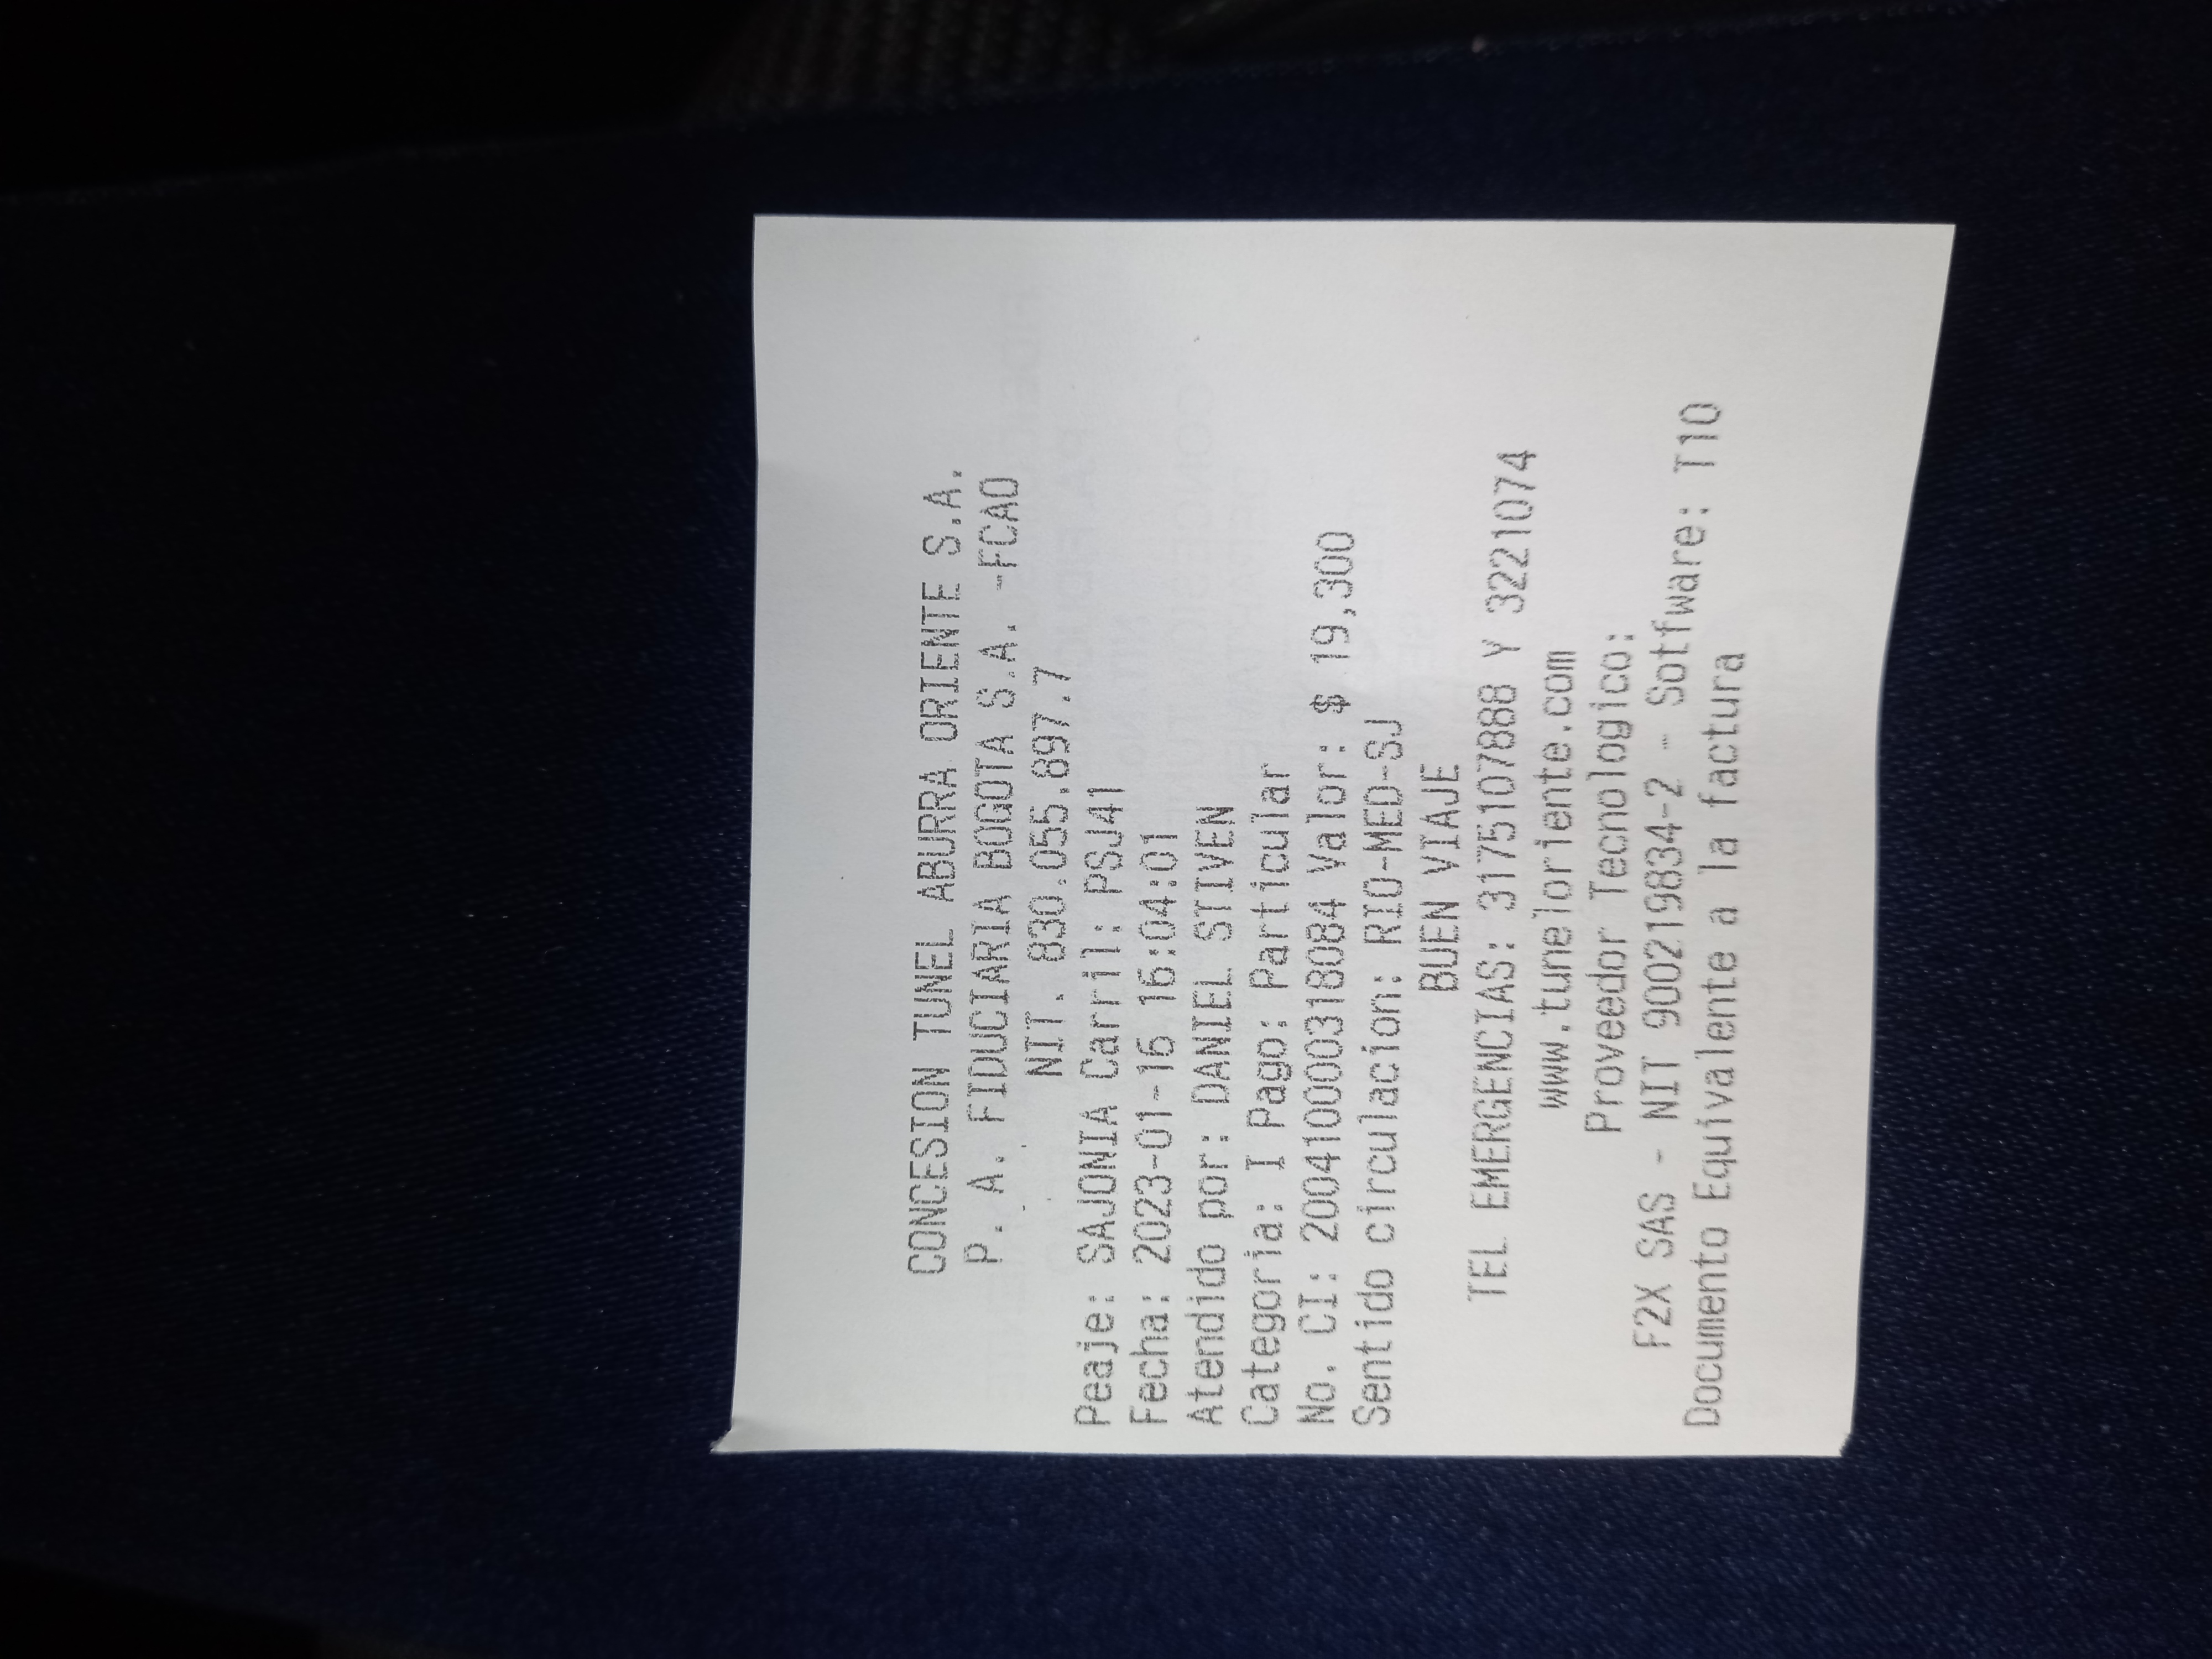 CONCESION TUNEL ABURRA ORIENTE S.A.
P. A. FIDUCIARIA BOGOTA S.A. -FCAO
NIT. 830.055.897.7
Peaje: SAJONIA Carril: PSJ41
Fecha: 2023-01-16 16:04:01
Atendido por: DANIEL STIVEN
Categoria: I Pago: Particular
No. CI: 200410000318084 Valor: $ 19,300
Sentido circulacion: RIO-MED-SJ
BUEN VIAJE
TEL EMERGENCIAS: 3175107888 Y 3221074
www.tuneloriente.com
Proveedor Tecnologico:
F2X SAS - NIT 900219834-2 - Sotfware: T10
Documento Equivalente a la factura